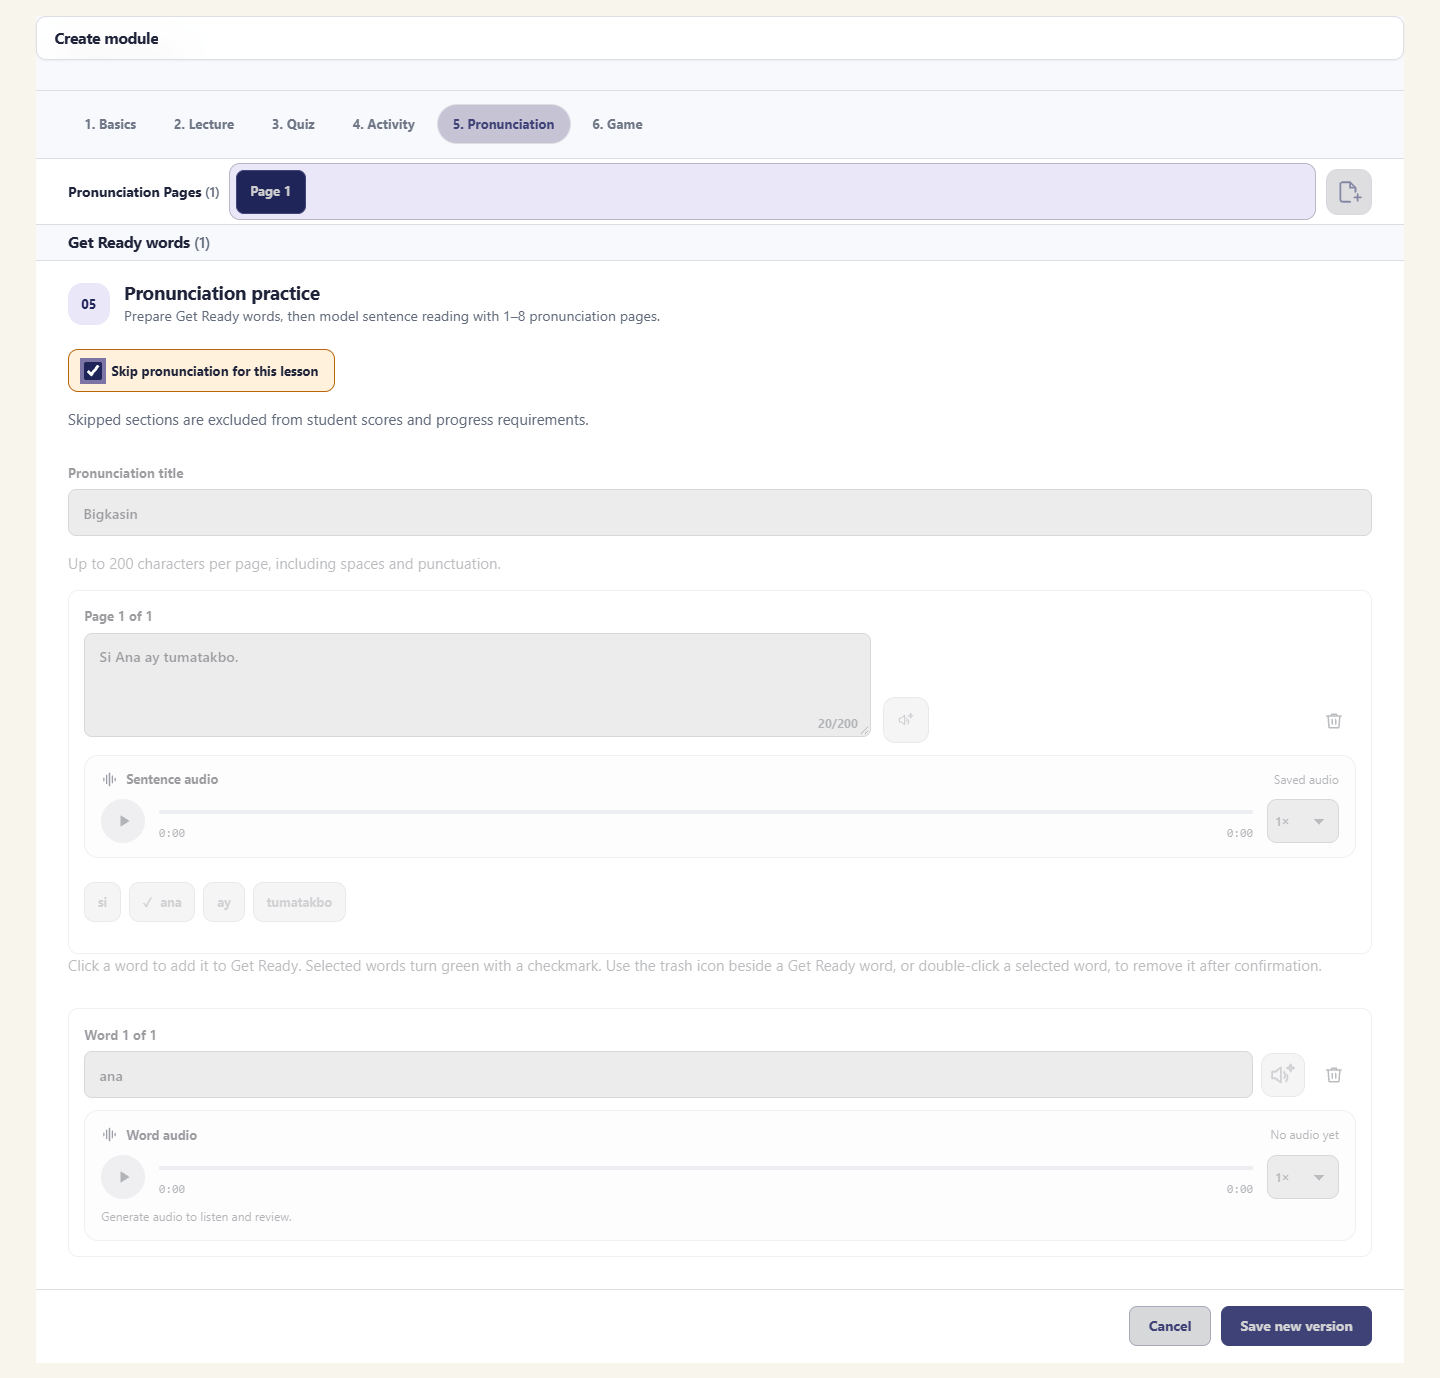 Create module
1. Basics
2. Lecture
3. Quiz
4. Activity
5. Pronunciation
6. Game
Pronunciation Pages (1)
Page 1
Get Ready words (1)
05
Pronunciation practice
Prepare Get Ready words, then model sentence reading with 1–8 pronunciation pages.
Skip pronunciation for this lesson
Skipped sections are excluded from student scores and progress requirements.
Pronunciation title
Bigkasin
Up to 200 characters per page, including spaces and punctuation.
Page 1 of 1
Si Ana ay tumatakbo.
20/200
Sentence audio
Saved audio
0:00
0:00
1×
si
✓ ana
ay
tumatakbo
Click a word to add it to Get Ready. Selected words turn green with a checkmark. Use the trash icon beside a Get Ready word, or double-click a selected word, to remove it after confirmation.
Word 1 of 1
ana
Word audio
No audio yet
0:00
0:00
1×
Generate audio to listen and review.
Cancel
Save new version